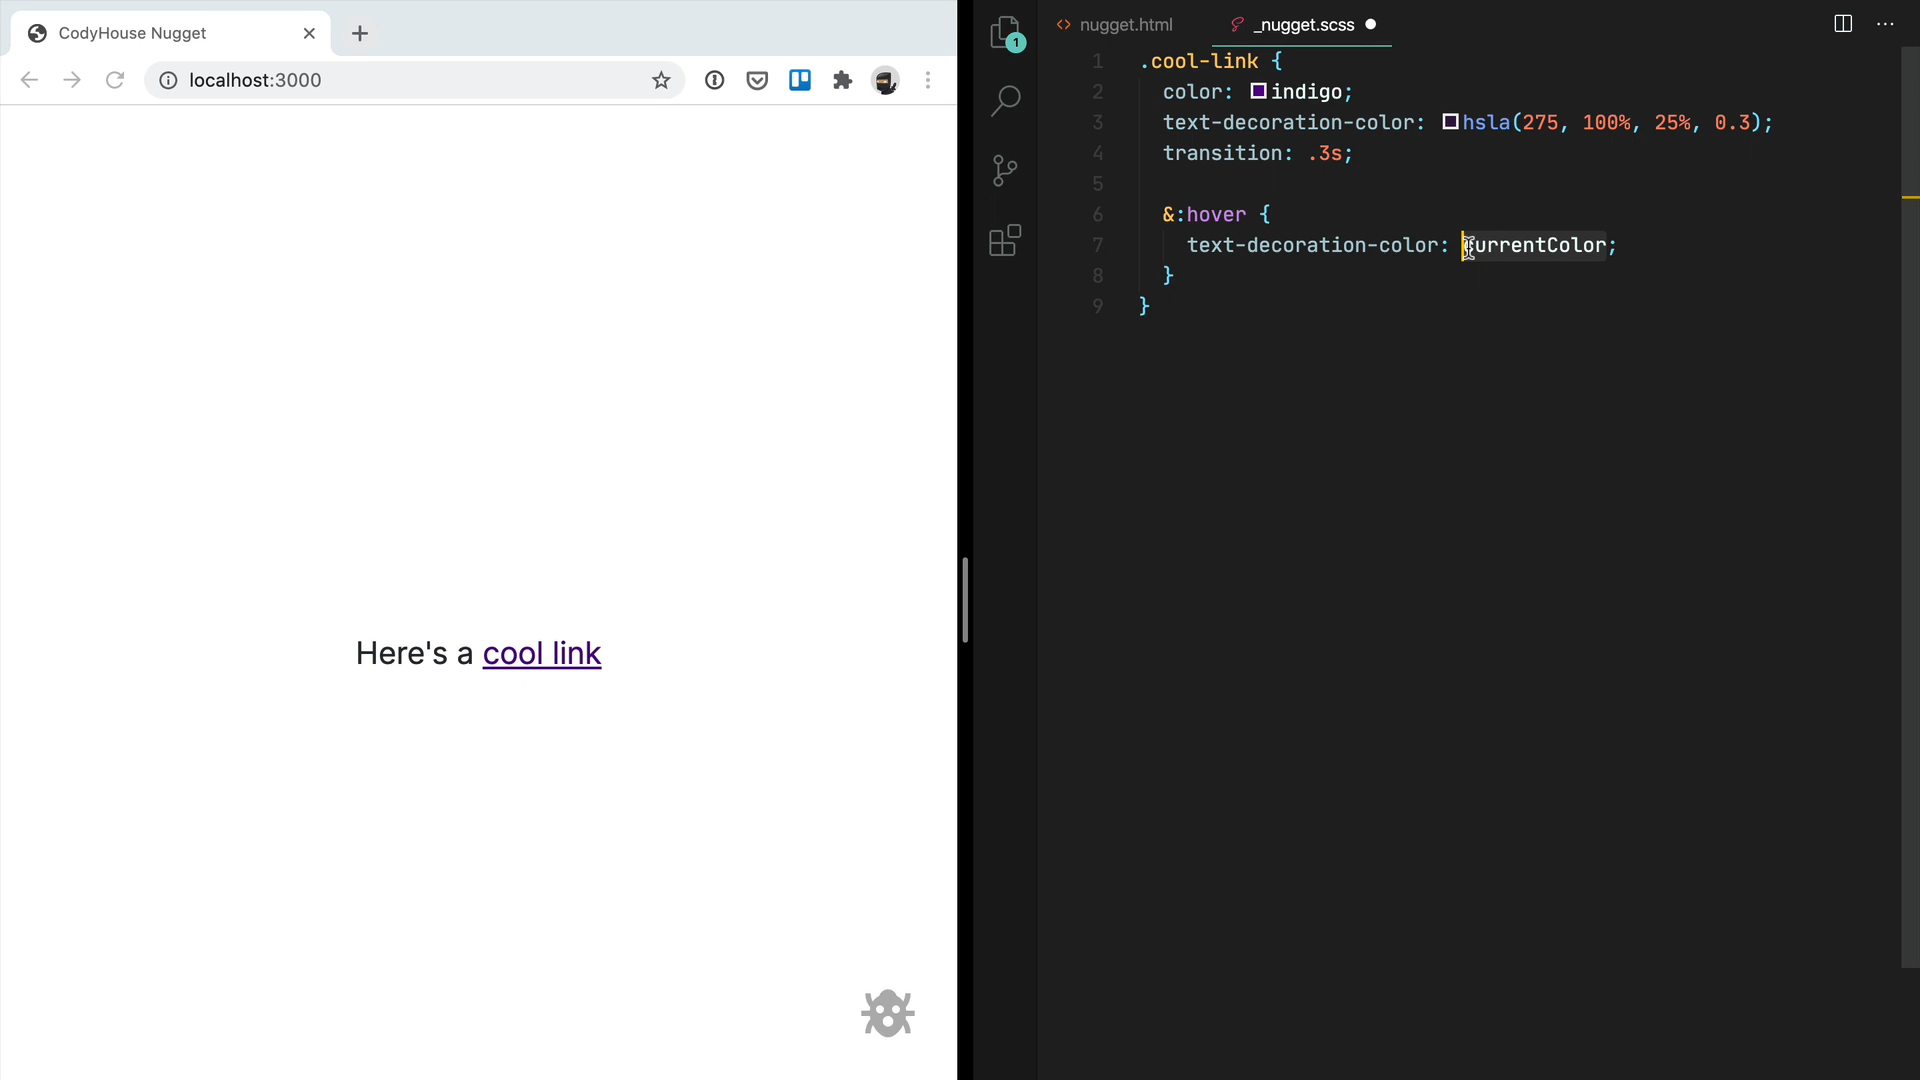 CodyHouse Nugget
localhost:3000
Here's a cool link
1
nugget.html
_nugget.scss
1 .cool-link {
2 color: indigo;
3 text-decoration-color: hsla(275, 100%, 25%, 0.3);
4 transition: .3s;
5
6 &:hover {
7 text-decoration-color: currentColor;
8 }
9 }